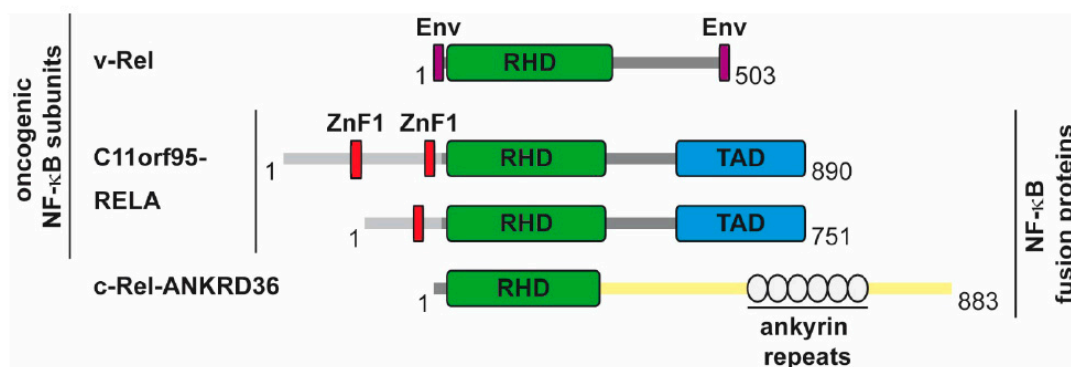 oncogenic
NF-κB subunits
v-Rel
Env
Env
1
RHD
503
C11orf95-
RELA
ZnF1
ZnF1
1
RHD
TAD
890
1
RHD
TAD
751
c-Rel-ANKRD36
1
RHD
883
ankyrin
repeats
NF-κB
fusion proteins